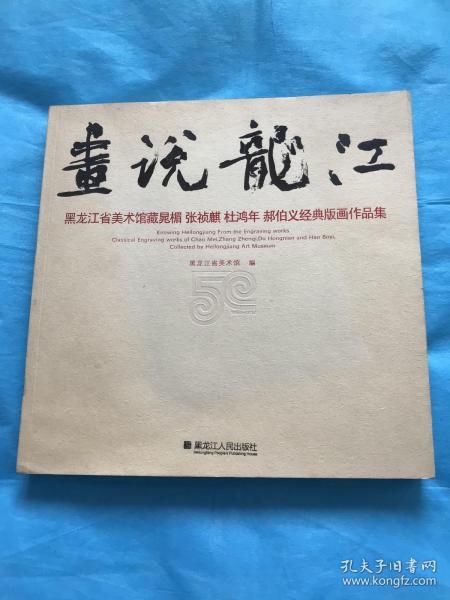 畫说龍江
黑龙江省美术馆藏晁楣 张祯麒 杜鸿年 郝伯义经典版画作品集
Knowing Heilongjiang From the Engraving works
Classical Engraving works of Chao Mei,Zhang Zhenqi,Du Hongnian and Hao Boyi,
Collected by Heilongjiang Art Museum
黑龙江省美术馆 编
50
黑龙江人民出版社
Heilongjiang People's Publishing House
孔夫子旧书网
www.kongfz.com